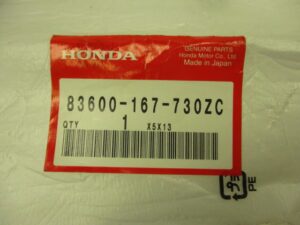 HONDA
GENUINE PARTS
Honda Motor Co., Ltd.
Made in Japan
83600-167-730ZC
QTY 1 X5X13
PE